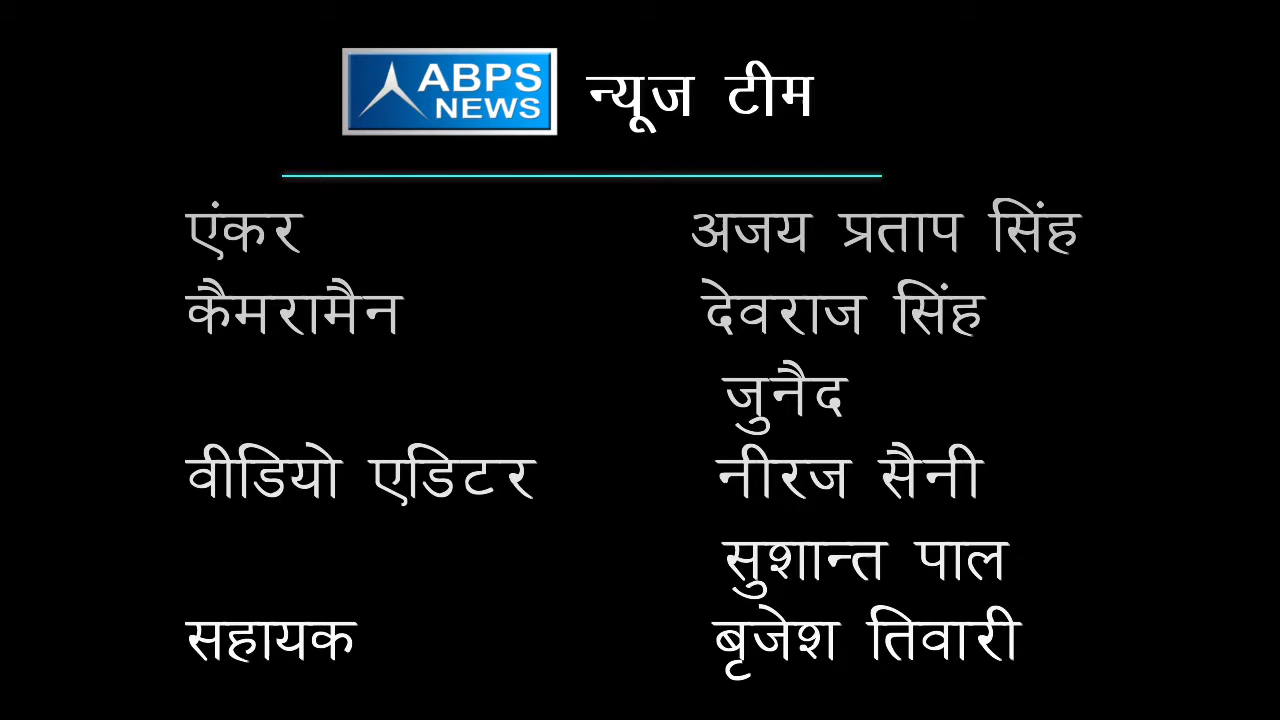 ABPS NEWS न्यूज टीम
एंकर अजय प्रताप सिंह
कैमरामैन देवराज सिंह
जुनैद
वीडियो एडिटर नीरज सैनी
सुशान्त पाल
सहायक बृजेश तिवारी